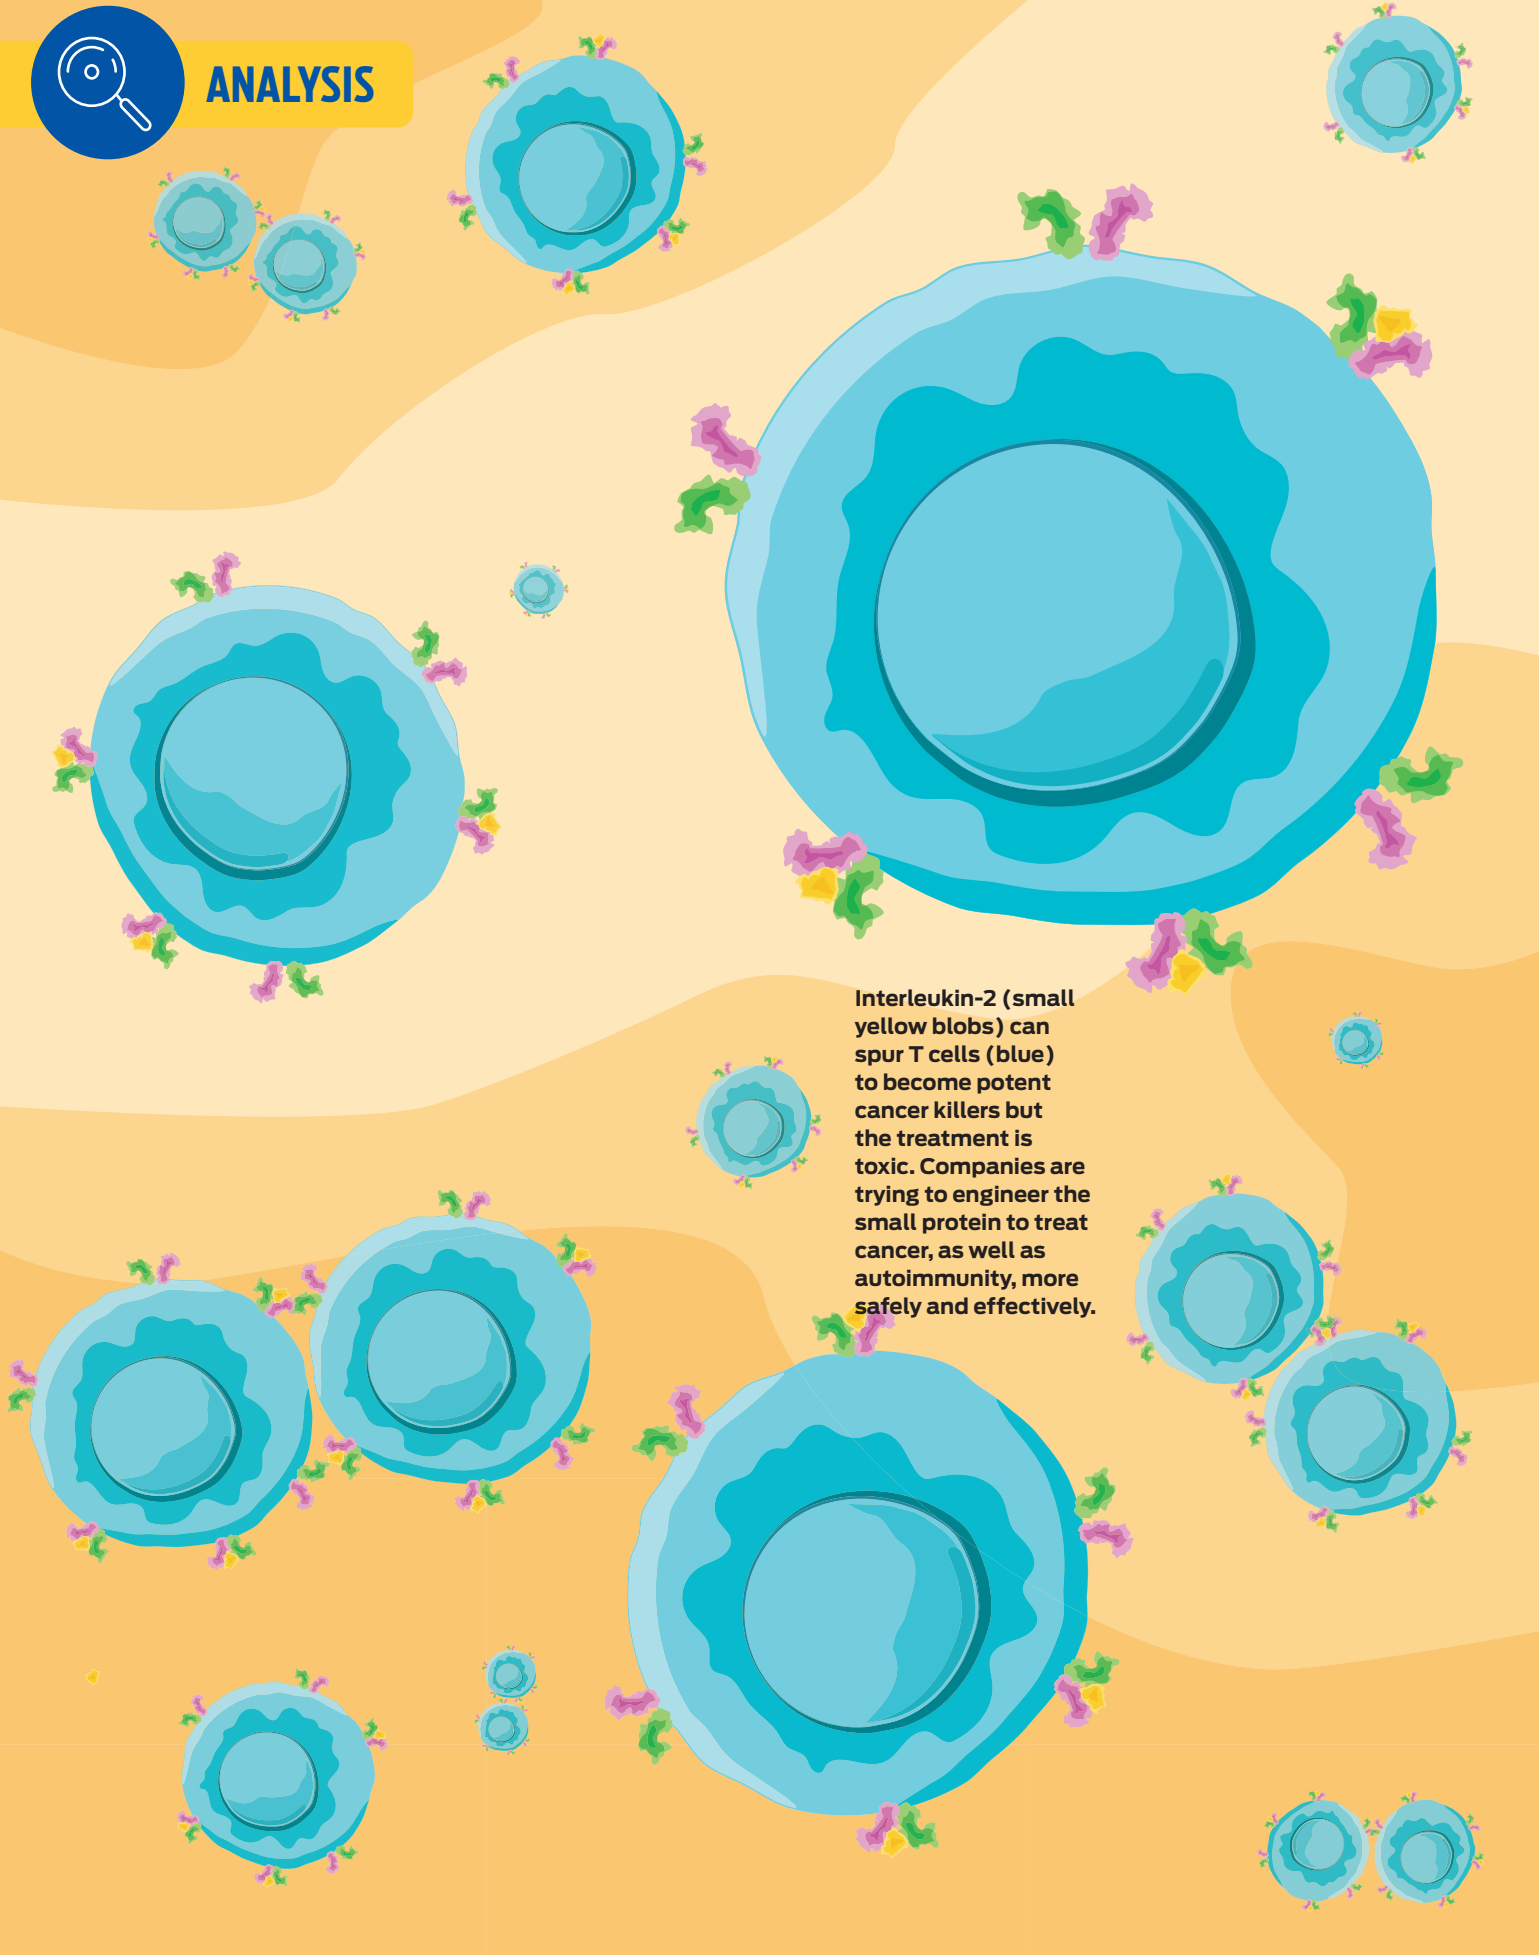 ANALYSIS
Interleukin-2 (small
yellow blobs) can
spur T cells (blue)
to become potent
cancer killers but
the treatment is
toxic. Companies are
trying to engineer the
small protein to treat
cancer, as well as
autoimmunity, more
safely and effectively.